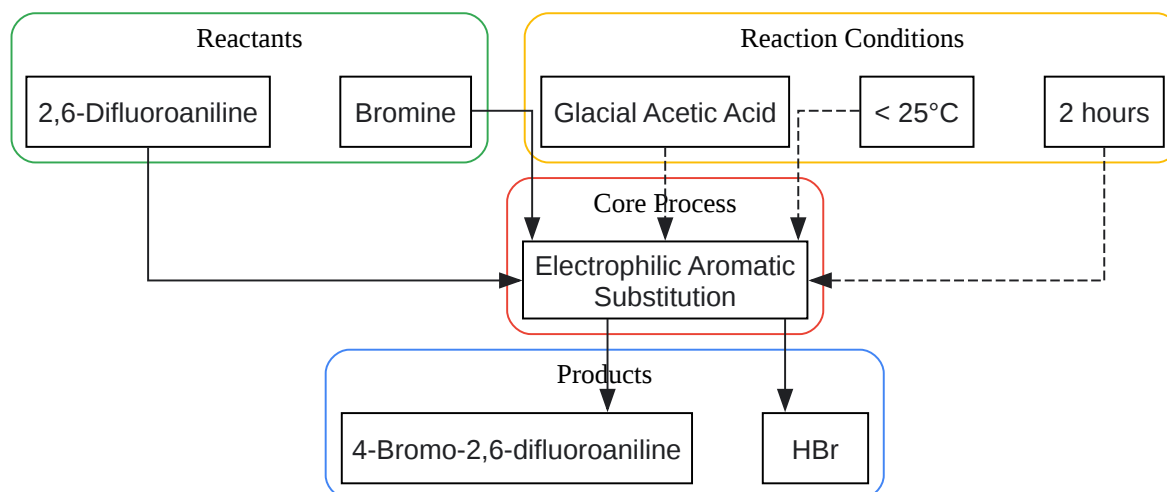 Reactants
Reaction Conditions
2,6-Difluoroaniline
Bromine
Glacial Acetic Acid
< 25°C
2 hours
Core Process
Electrophilic Aromatic
Substitution
Products
4-Bromo-2,6-difluoroaniline
HBr